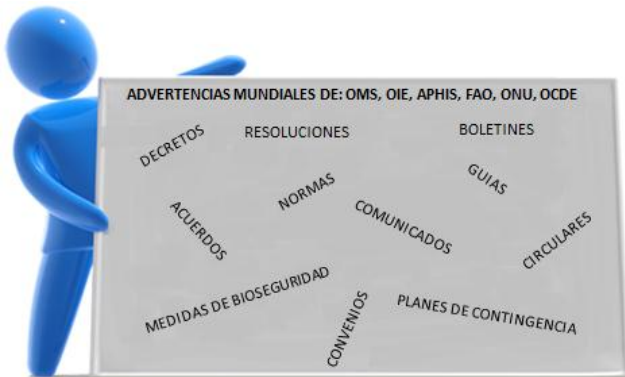 ADVERTENCIAS MUNDIALES DE: OMS, OIE, APHIS, FAO, ONU, OCDE
DECRETOS
RESOLUCIONES
BOLETINES
ACUERDOS
NORMAS
COMUNICADOS
GUIAS
CIRCULARES
MEDIDAS DE BIOSEGURIDAD
CONVENIOS
PLANES DE CONTINGENCIA